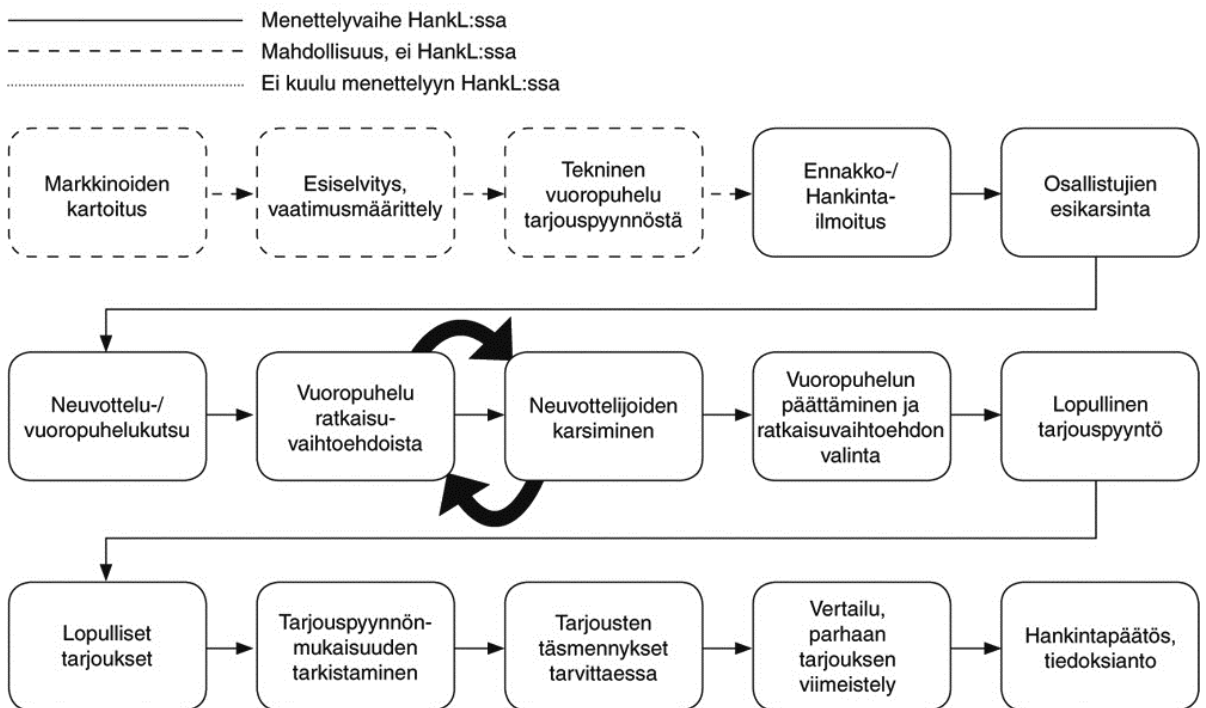 Menettelyvaihe HankL:ssa
Mahdollisuus, ei HankL:ssa
Ei kuulu menettelyyn HankL:ssa
Markkinoiden
kartoitus
Esiselvitys,
vaatimusmäärittely
Tekninen
vuoropuhelu
tarjouspyynnöstä
Ennakko-/
Hankinta-
ilmoitus
Osallistujien
esikarsinta
Neuvottelu-/
vuoropuhelukutsu
Vuoropuhelu
ratkaisu-
vaihtoehdoista
Neuvottelijoiden
karsiminen
Vuoropuhelun
päättäminen ja
ratkaisuvaihtoehdon
valinta
Lopullinen
tarjouspyyntö
Lopulliset
tarjoukset
Tarjouspyynnön-
mukaisuuden
tarkistaminen
Tarjousten
täsmennykset
tarvittaessa
Vertailu,
parhaan
tarjouksen
viimeistely
Hankintapäätös,
tiedoksianto